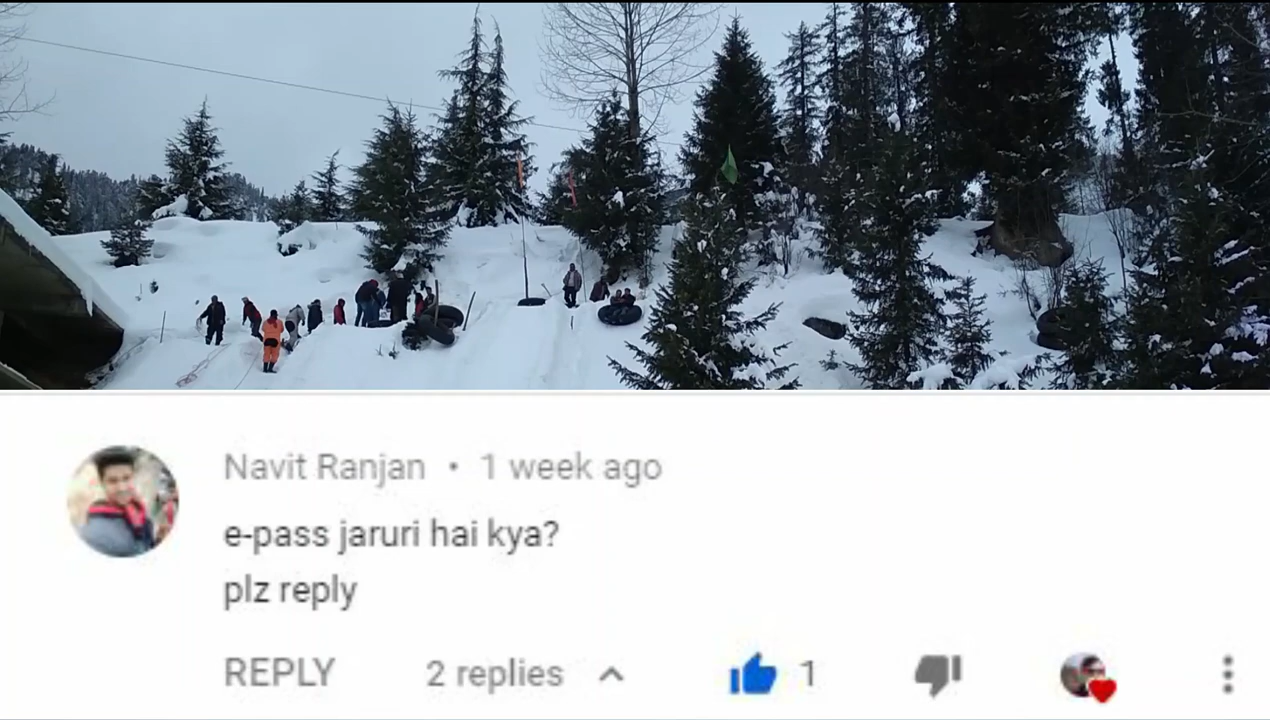 Navit Ranjan • 1 week ago
e-pass jaruri hai kya?
plz reply
REPLY 2 replies 1